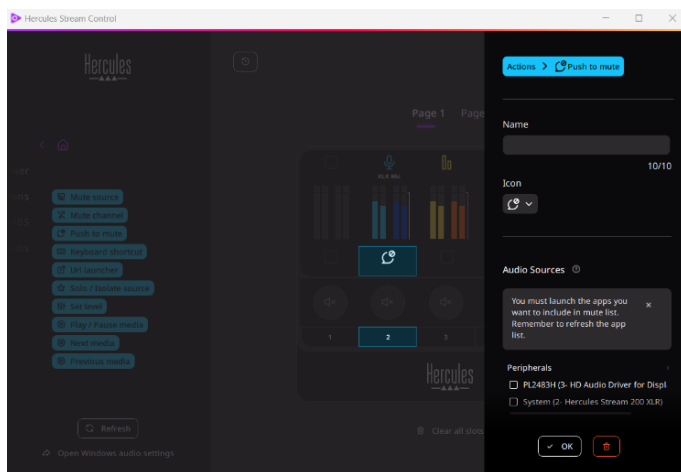 Hercules Stream Control
Hercules
Actions > Push to mute
Page 1 Page
Name
10/10
XLR Mic
Icon
ons
Mute source
Mute channel
Push to mute
Keyboard shortcut
Url launcher
Solo / Isolate source
Set level
Play / Pause media
Next media
Previous media
Audio Sources
You must launch the apps you
want to include in mute list.
Remember to refresh the app
list.
1 2 3
Peripherals
PL2483H (3- HD Audio Driver for Displ
System (2- Hercules Stream 200 XLR)
Hercules
Refresh
Clear all slots
OK
Open Windows audio settings